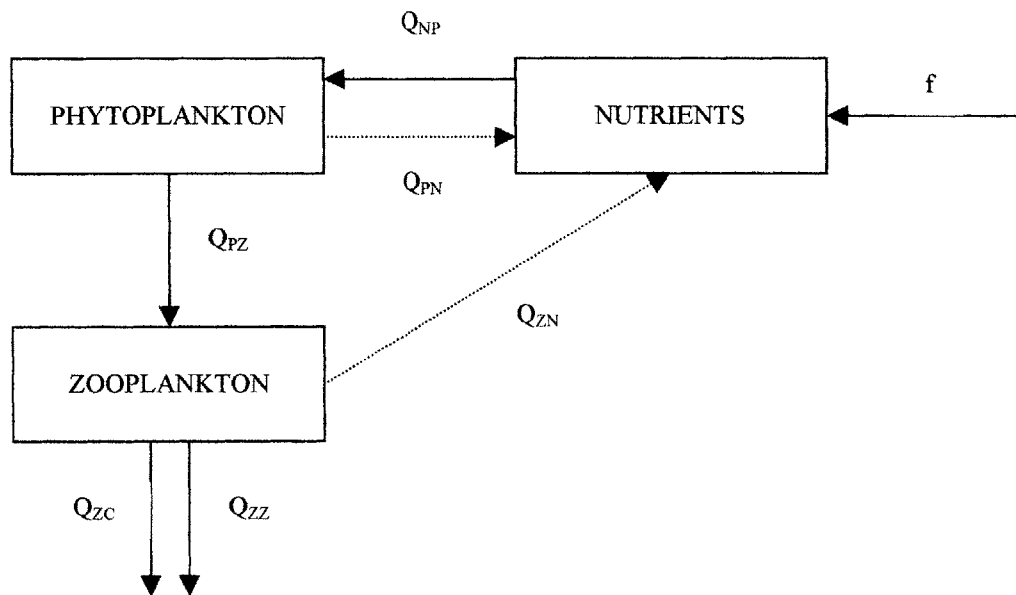 Q_NP
PHYTOPLANKTON
NUTRIENTS
f
Q_PN
Q_PZ
Q_ZN
ZOOPLANKTON
Q_ZC
Q_ZZ